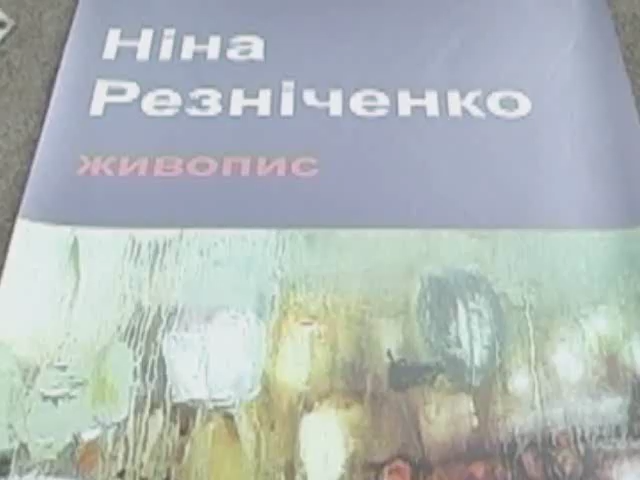 Ніна
Резніченко
живопис